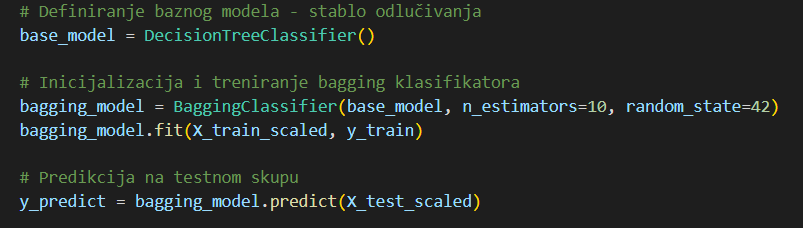 # Definiranje baznog modela - stablo odlučivanja
base_model = DecisionTreeClassifier()
# Inicijalizacija i treniranje bagging klasifikatora
bagging_model = BaggingClassifier(base_model, n_estimators=10, random_state=42)
bagging_model.fit(X_train_scaled, y_train)
# Predikcija na testnom skupu
y_predict = bagging_model.predict(X_test_scaled)